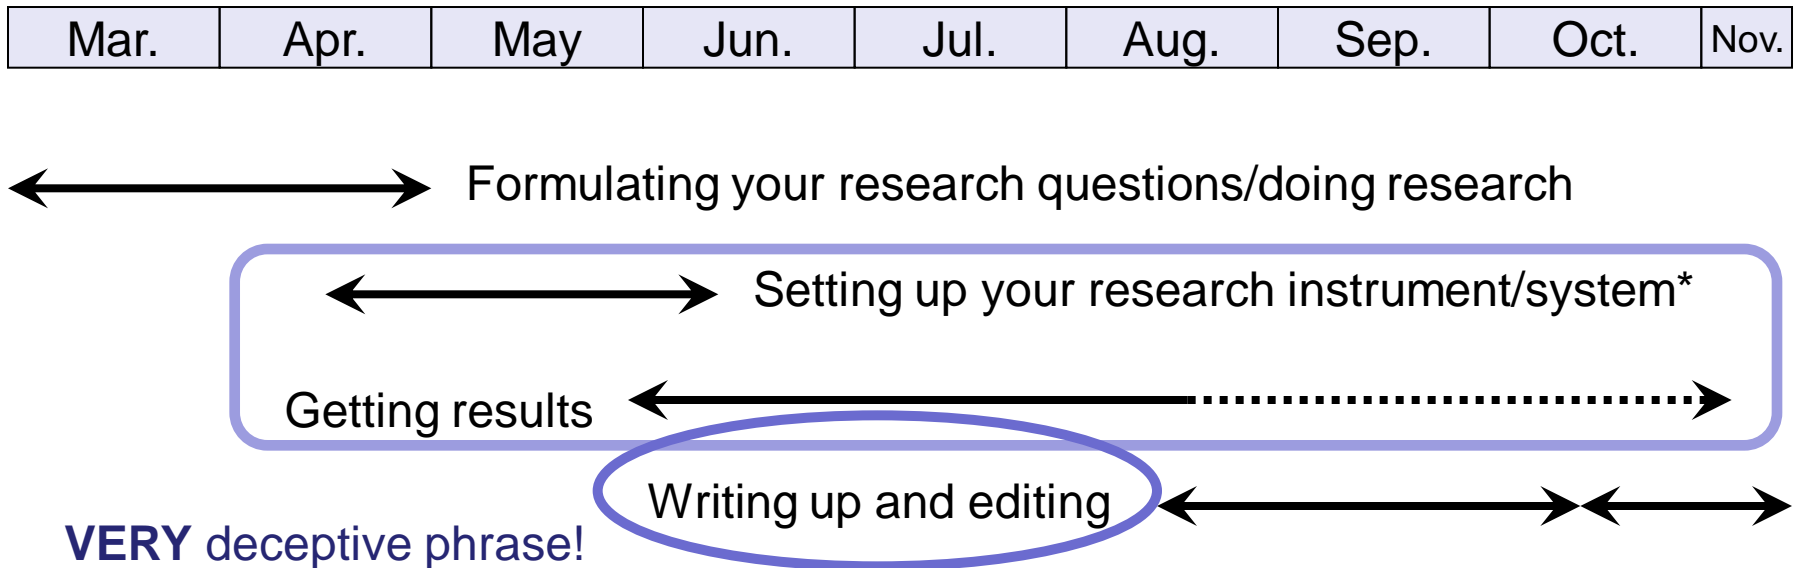 Mar. Apr. May Jun. Jul. Aug. Sep. Oct. Nov.
Formulating your research questions/doing research
Setting up your research instrument/system*
Getting results
Writing up and editing
VERY deceptive phrase!